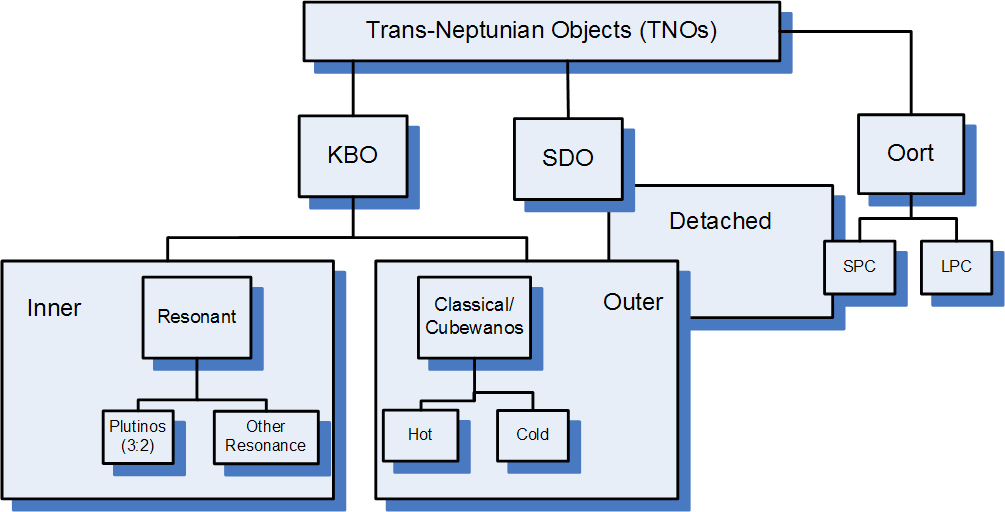 Trans-Neptunian Objects (TNOs)
KBO
SDO
Oort
Detached
SPC
LPC
Inner
Resonant
Plutinos
(3:2)
Other
Resonance
Classical/
Cubewanos
Outer
Hot
Cold